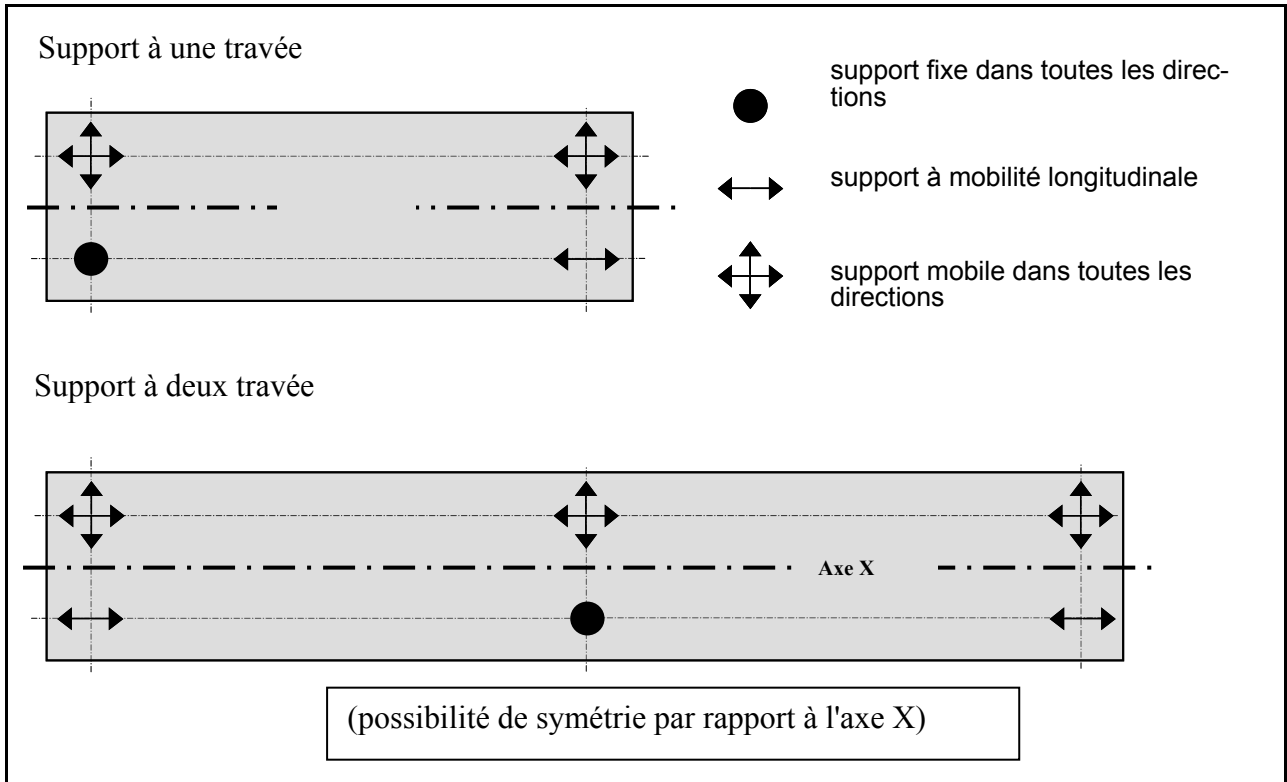 Support à une travée
support fixe dans toutes les direc-
tions
support à mobilité longitudinale
support mobile dans toutes les
directions
Support à deux travée
Axe X
(possibilité de symétrie par rapport à l'axe X)